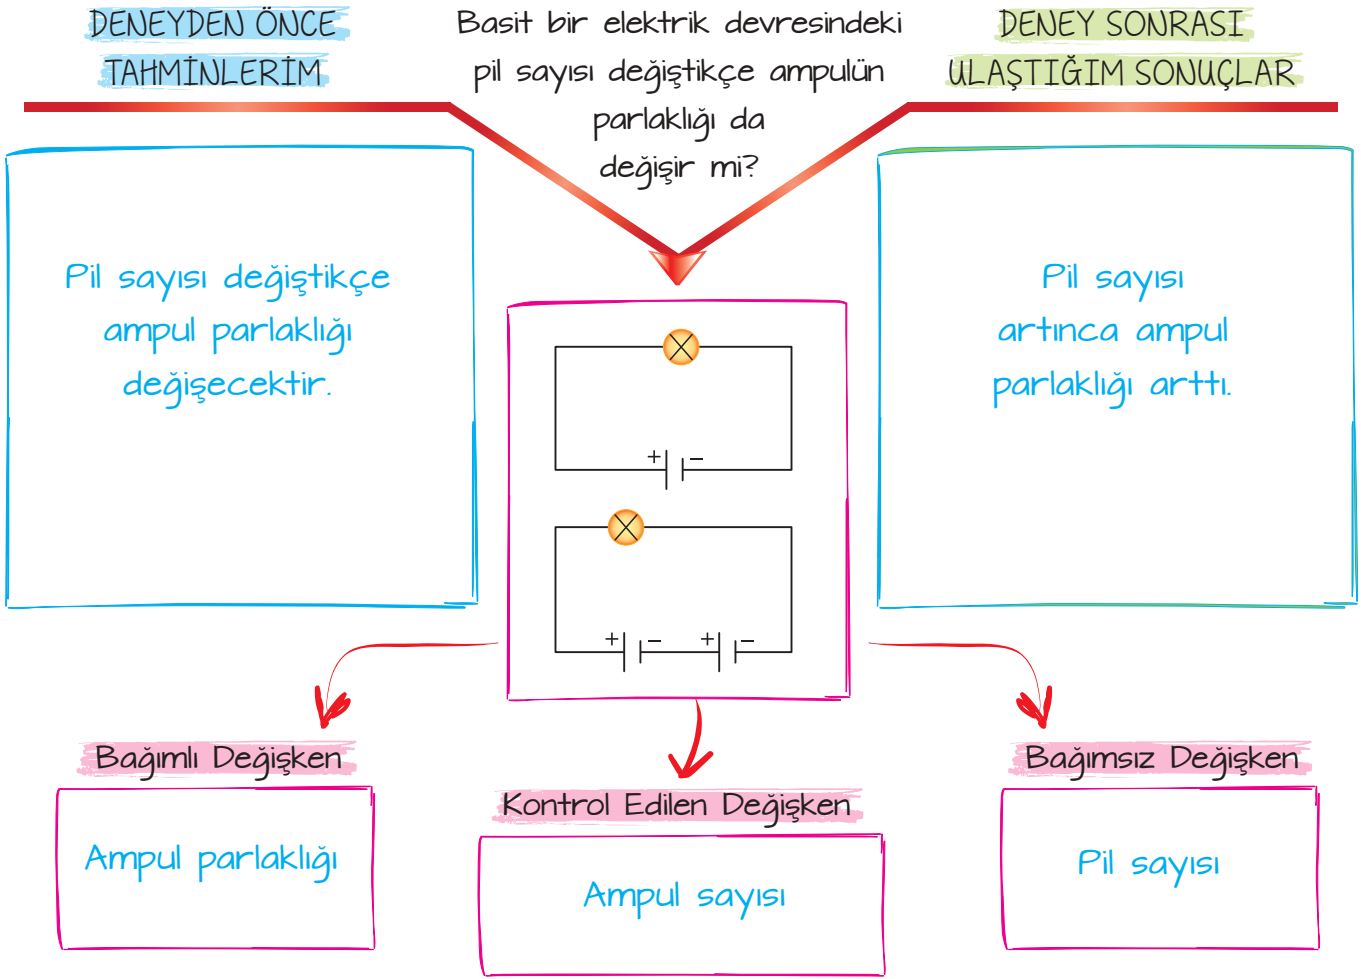 DENEYDEN ÖNCE
TAHMİNLERİM
Basit bir elektrik devresindeki
pil sayısı değiştikçe ampulün
parlaklığı da
değişir mi?
DENEY SONRASI
ULAŞTIĞIM SONUÇLAR
Pil sayısı değiştikçe
ampul parlaklığı
değişecektir.
+ −
+ − + −
Pil sayısı
artınca ampul
parlaklığı arttı.
Bağımlı Değişken
Ampul parlaklığı
Kontrol Edilen Değişken
Ampul sayısı
Bağımsız Değişken
Pil sayısı